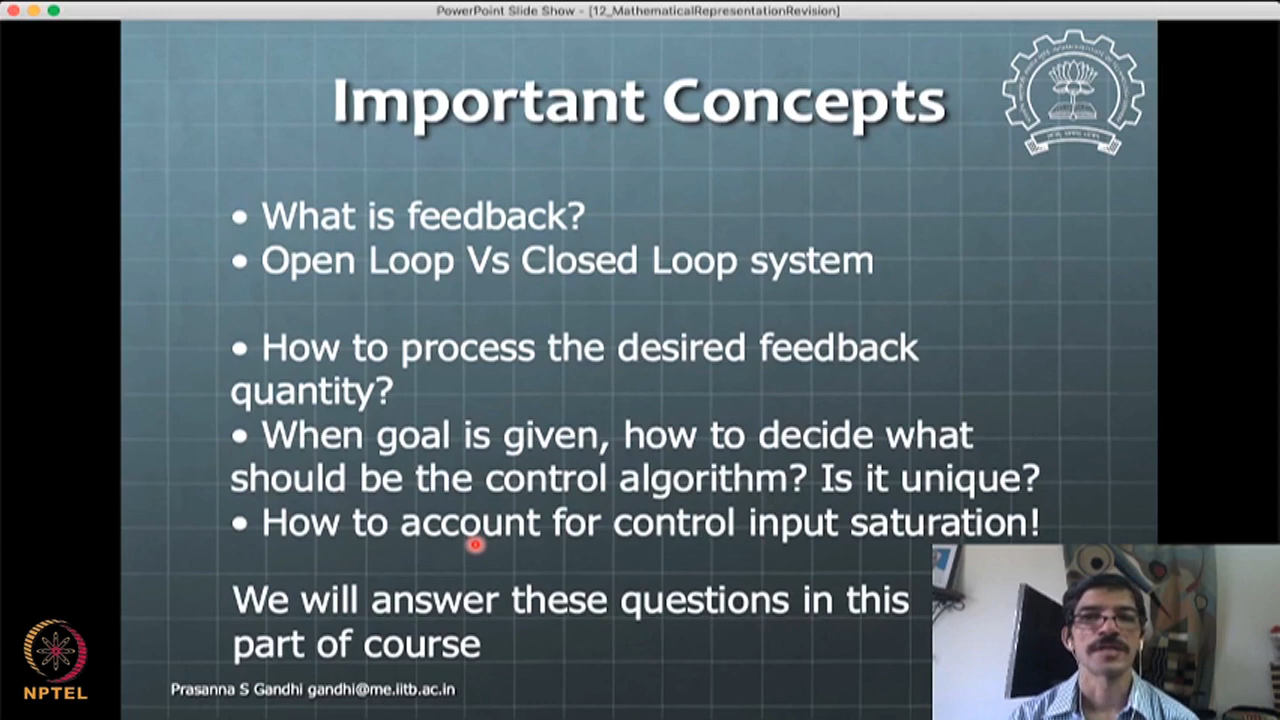 PowerPoint Slide Show - [12_MathematicalRepresentationRevision]
Important Concepts
• What is feedback?
• Open Loop Vs Closed Loop system
• How to process the desired feedback
quantity?
• When goal is given, how to decide what
should be the control algorithm? Is it unique?
• How to account for control input saturation!
We will answer these questions in this
part of course
Prasanna S Gandhi gandhi@me.iitb.ac.in
NPTEL